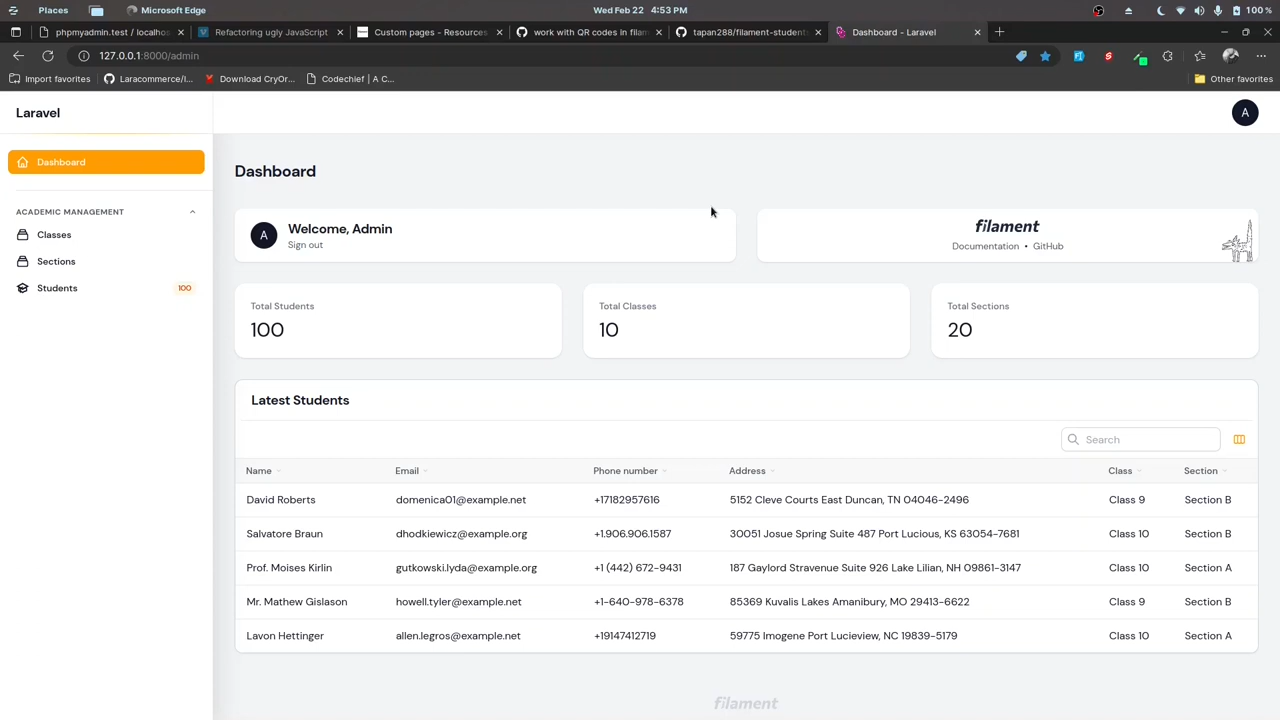 Places Microsoft Edge Wed Feb 22 4:53 PM 100 %
phpmyadmin.test / localhos Refactoring ugly JavaScript Custom pages - Resources work with QR codes in filam tapan288/filament-student Dashboard - Laravel
127.0.0.1:8000/admin
Import favorites Laracommerce/l... Download CryOr... Codechief | A C... Other favorites
Laravel
A
Dashboard
ACADEMIC MANAGEMENT
Classes
Sections
Students 100
Dashboard
A
Welcome, Admin
Sign out
filament
Documentation • GitHub
Total Students
100
Total Classes
10
Total Sections
20
Latest Students
Search
Name Email Phone number Address Class Section
David Roberts domenica01@example.net +17182957616 5152 Cleve Courts East Duncan, TN 04046-2496 Class 9 Section B
Salvatore Braun dhodkiewicz@example.org +1.906.906.1587 30051 Josue Spring Suite 487 Port Lucious, KS 63054-7681 Class 10 Section B
Prof. Moises Kirlin gutkowski.lyda@example.org +1 (442) 672-9431 187 Gaylord Stravenue Suite 926 Lake Lilian, NH 09861-3147 Class 10 Section A
Mr. Mathew Gislason howell.tyler@example.net +1-640-978-6378 85369 Kuvalis Lakes Amanibury, MO 29413-6622 Class 9 Section B
Lavon Hettinger allen.legros@example.net +19147412719 59775 Imogene Port Lucieview, NC 19839-5179 Class 10 Section A
filament